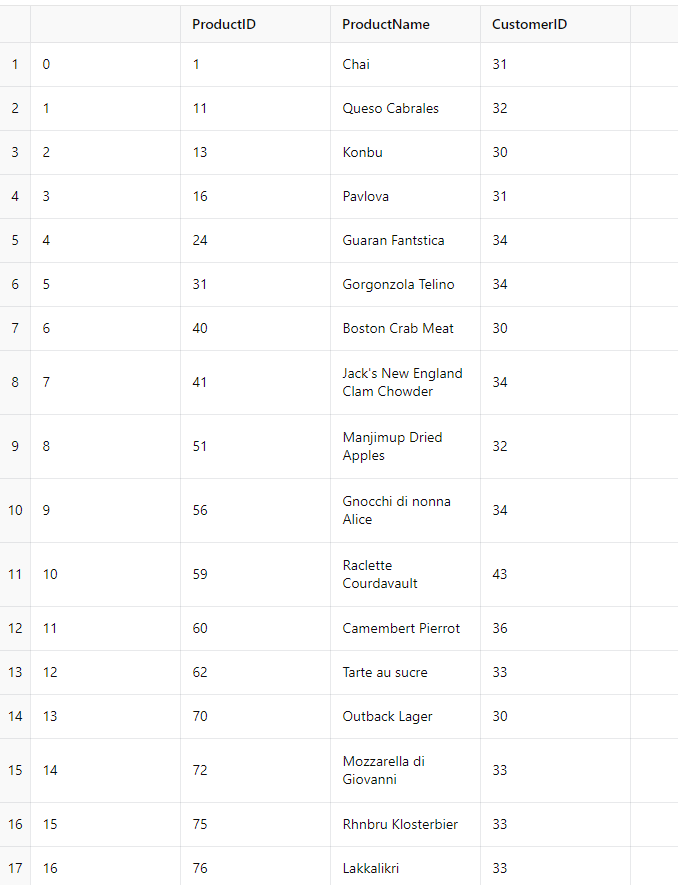 ProductID ProductName CustomerID
1 0 1 Chai 31
2 1 11 Queso Cabrales 32
3 2 13 Konbu 30
4 3 16 Pavlova 31
5 4 24 Guaran Fantstica 34
6 5 31 Gorgonzola Telino 34
7 6 40 Boston Crab Meat 30
8 7 41 Jack's New England
Clam Chowder 34
9 8 51 Manjimup Dried
Apples 32
10 9 56 Gnocchi di nonna
Alice 34
11 10 59 Raclette
Courdavault 43
12 11 60 Camembert Pierrot 36
13 12 62 Tarte au sucre 33
14 13 70 Outback Lager 30
15 14 72 Mozzarella di
Giovanni 33
16 15 75 Rhnbru Klosterbier 33
17 16 76 Lakkalikri 33